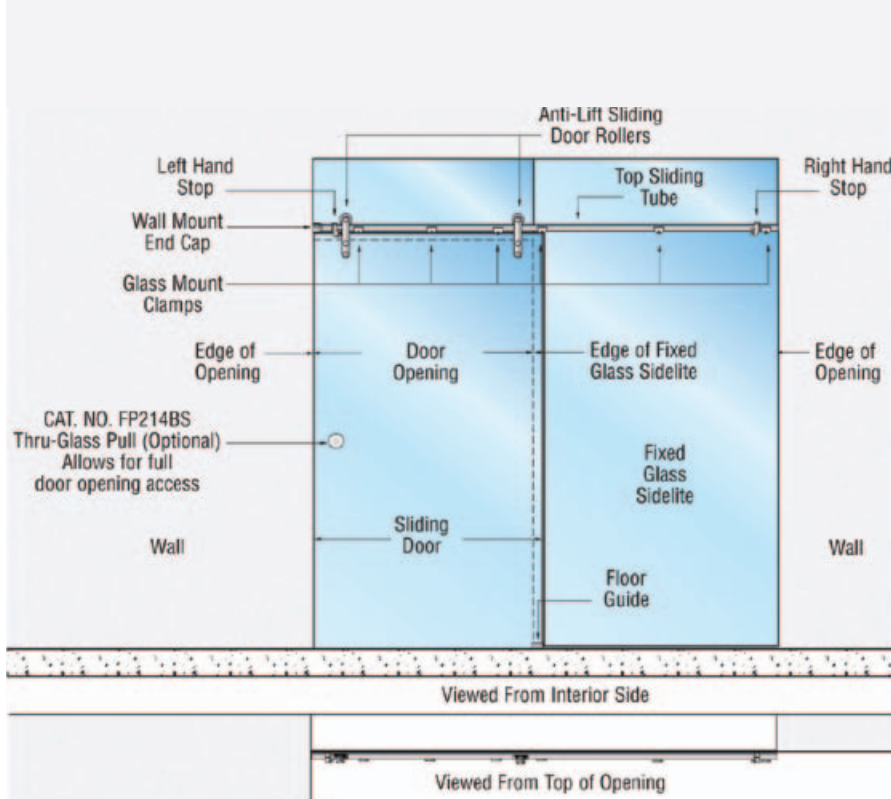 Anti-Lift Sliding
Door Rollers
Left Hand
Stop
Top Sliding
Tube
Right Hand
Stop
Wall Mount
End Cap
Glass Mount
Clamps
Edge of
Opening
Door
Opening
Edge of Fixed
Glass Sidelite
Edge of
Opening
CAT. NO. FP214BS
Thru-Glass Pull (Optional)
Allows for full
door opening access
Fixed
Glass
Sidelite
Wall
Sliding
Door
Wall
Floor
Guide
Viewed From Interior Side
Viewed From Top of Opening